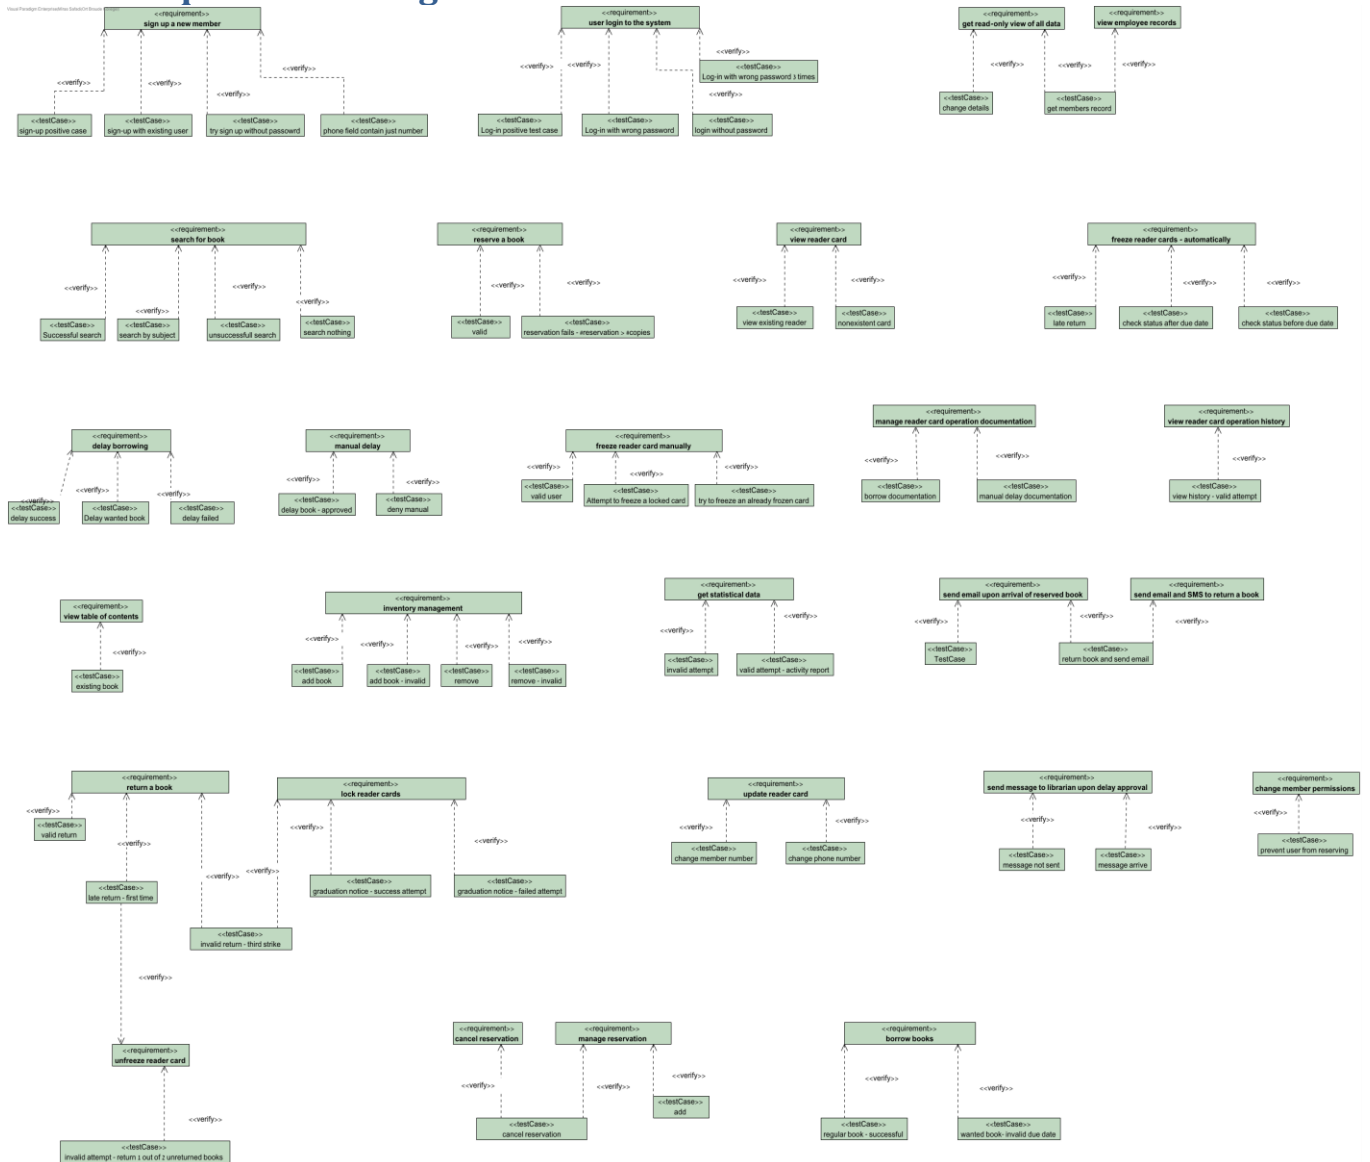 <<requirement>>
sign up a new member
<<verify>>
<<verify>>
<<verify>>
<<verify>>
<<testCase>>
sign-up positive case
<<testCase>>
sign-up with existing user
<<testCase>>
try sign up without passowrd
<<testCase>>
phone field contain just number
<<requirement>>
user login to the system
<<verify>>
<<verify>>
<<verify>>
<<verify>>
<<testCase>>
Log-in with wrong password 3 times
<<testCase>>
Log-in positive test case
<<testCase>>
Log-in with wrong password
<<testCase>>
login without password
<<requirement>>
get read-only view of all data
<<requirement>>
view employee records
<<verify>>
<<verify>>
<<verify>>
<<testCase>>
change details
<<testCase>>
get members record
<<requirement>>
search for book
<<verify>>
<<verify>>
<<verify>>
<<verify>>
<<testCase>>
Successful search
<<testCase>>
search by subject
<<testCase>>
unsuccessfull search
<<testCase>>
search nothing
<<requirement>>
reserve a book
<<verify>>
<<verify>>
<<testCase>>
valid
<<testCase>>
reservation fails - #reservation > #copies
<<requirement>>
view reader card
<<verify>>
<<verify>>
<<testCase>>
view existing reader
<<testCase>>
nonexistent card
<<requirement>>
freeze reader cards - automatically
<<verify>>
<<verify>>
<<verify>>
<<testCase>>
late return
<<testCase>>
check status after due date
<<testCase>>
check status before due date
<<requirement>>
delay borrowing
<<verify>>
<<verify>>
<<verify>>
<<testCase>>
delay success
<<testCase>>
Delay wanted book
<<testCase>>
delay failed
<<requirement>>
manual delay
<<verify>>
<<verify>>
<<testCase>>
delay book - approved
<<testCase>>
deny manual
<<requirement>>
freeze reader card manually
<<verify>>
<<verify>>
<<verify>>
<<testCase>>
valid user
<<testCase>>
Attempt to freeze a locked card
<<testCase>>
try to freeze an already frozen card
<<requirement>>
manage reader card operation documentation
<<verify>>
<<verify>>
<<testCase>>
borrow documentation
<<testCase>>
manual delay documentation
<<requirement>>
view reader card operation history
<<verify>>
<<testCase>>
view history - valid attempt
<<requirement>>
view table of contents
<<verify>>
<<testCase>>
existing book
<<requirement>>
inventory management
<<verify>>
<<verify>>
<<verify>>
<<verify>>
<<testCase>>
add book
<<testCase>>
add book - invalid
<<testCase>>
remove
<<testCase>>
remove - invalid
<<requirement>>
get statistical data
<<verify>>
<<verify>>
<<testCase>>
invalid attempt
<<testCase>>
valid attempt - activity report
<<requirement>>
send email upon arrival of reserved book
<<requirement>>
send email and SMS to return a book
<<verify>>
<<verify>>
<<verify>>
<<testCase>>
TestCase
<<testCase>>
return book and send email
<<requirement>>
return a book
<<requirement>>
lock reader cards
<<verify>>
<<testCase>>
valid return
<<verify>>
<<verify>>
<<verify>>
<<verify>>
<<verify>>
<<testCase>>
late return - first time
<<testCase>>
graduation notice - success attempt
<<testCase>>
graduation notice - failed attempt
<<testCase>>
invalid return - third strike
<<verify>>
<<requirement>>
unfreeze reader card
<<verify>>
<<testCase>>
invalid attempt - return 1 out of 2 unreturned books
<<requirement>>
update reader card
<<verify>>
<<verify>>
<<testCase>>
change member number
<<testCase>>
change phone number
<<requirement>>
send message to librarian upon delay approval
<<verify>>
<<verify>>
<<testCase>>
message not sent
<<testCase>>
message arrive
<<requirement>>
change member permissions
<<verify>>
<<testCase>>
prevent user from reserving
<<requirement>>
cancel reservation
<<requirement>>
manage reservation
<<verify>>
<<verify>>
<<verify>>
<<testCase>>
add
<<testCase>>
cancel reservation
<<requirement>>
borrow books
<<verify>>
<<verify>>
<<testCase>>
regular book - successful
<<testCase>>
wanted book- invalid due date